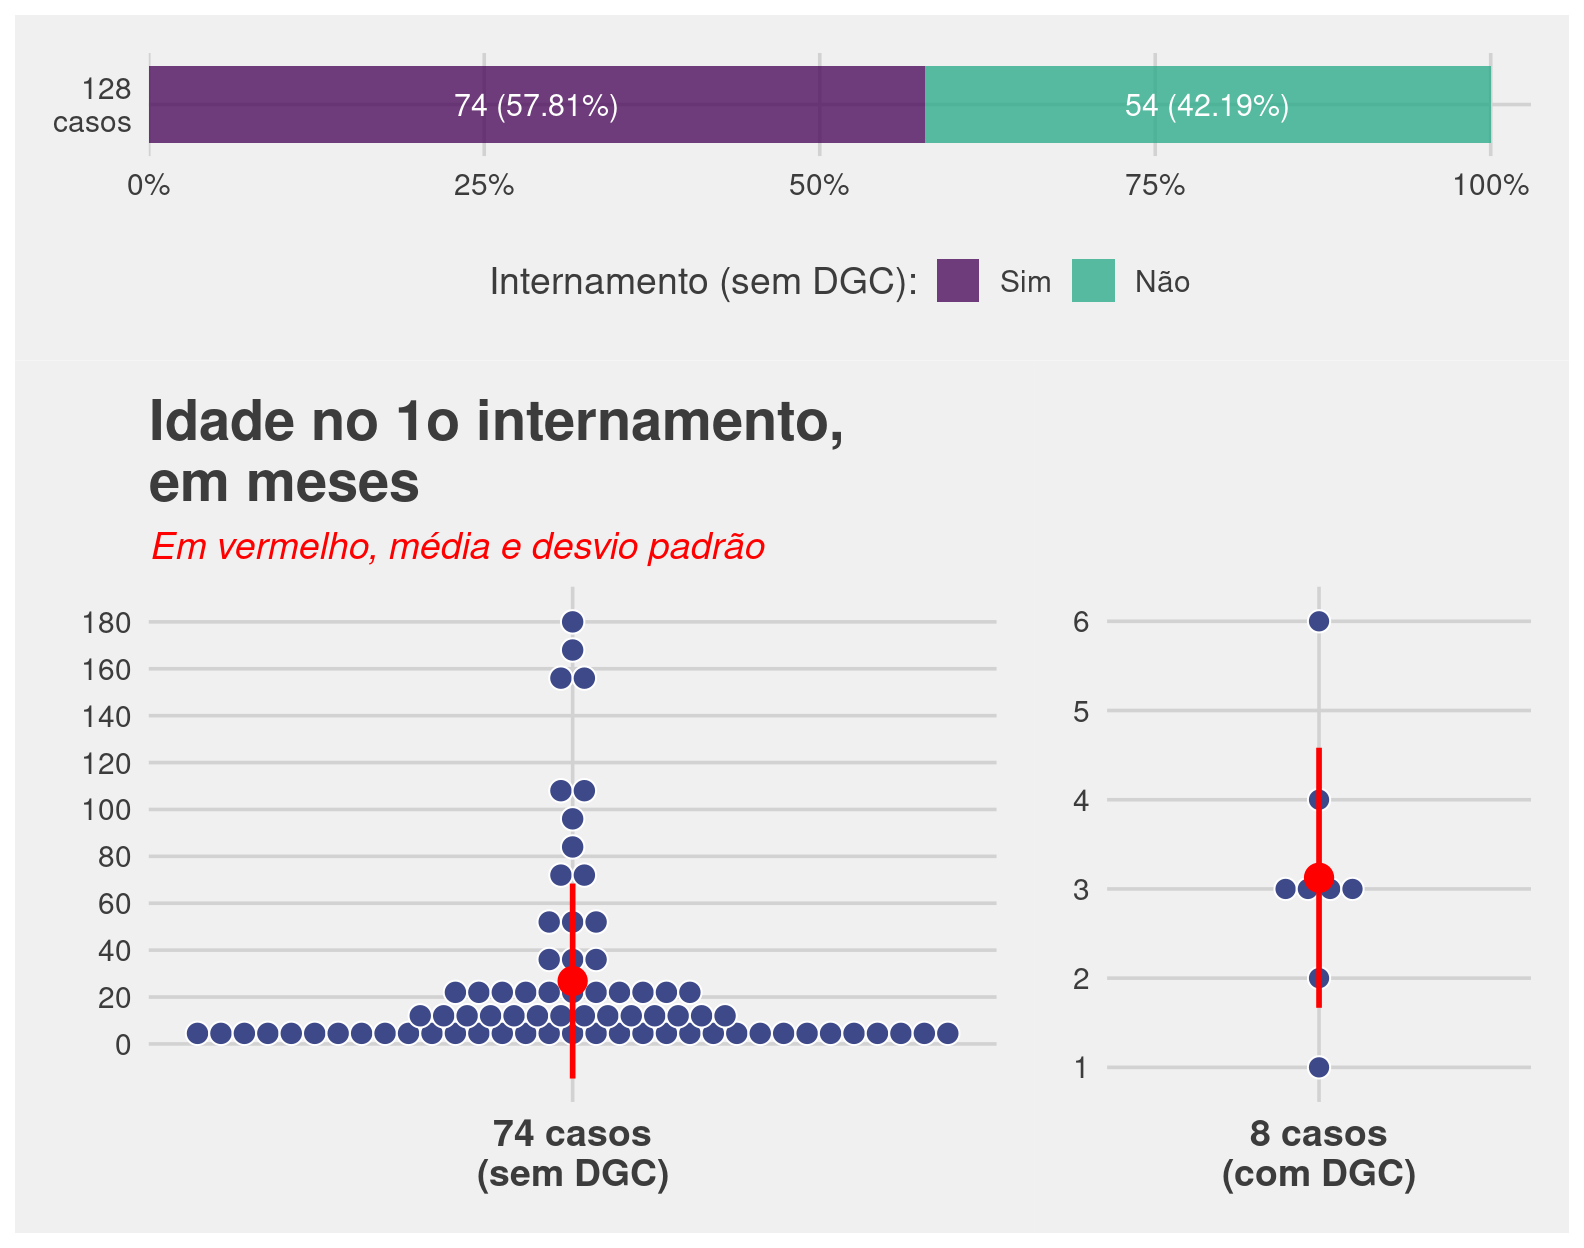 128
casos
74 (57.81%)
54 (42.19%)
0%
25%
50%
75%
100%
Internamento (sem DGC):
Sim
Não
Idade no 1o internamento,
em meses
Em vermelho, média e desvio padrão
180
160
140
120
100
80
60
40
20
0
74 casos
(sem DGC)
6
5
4
3
2
1
8 casos
(com DGC)